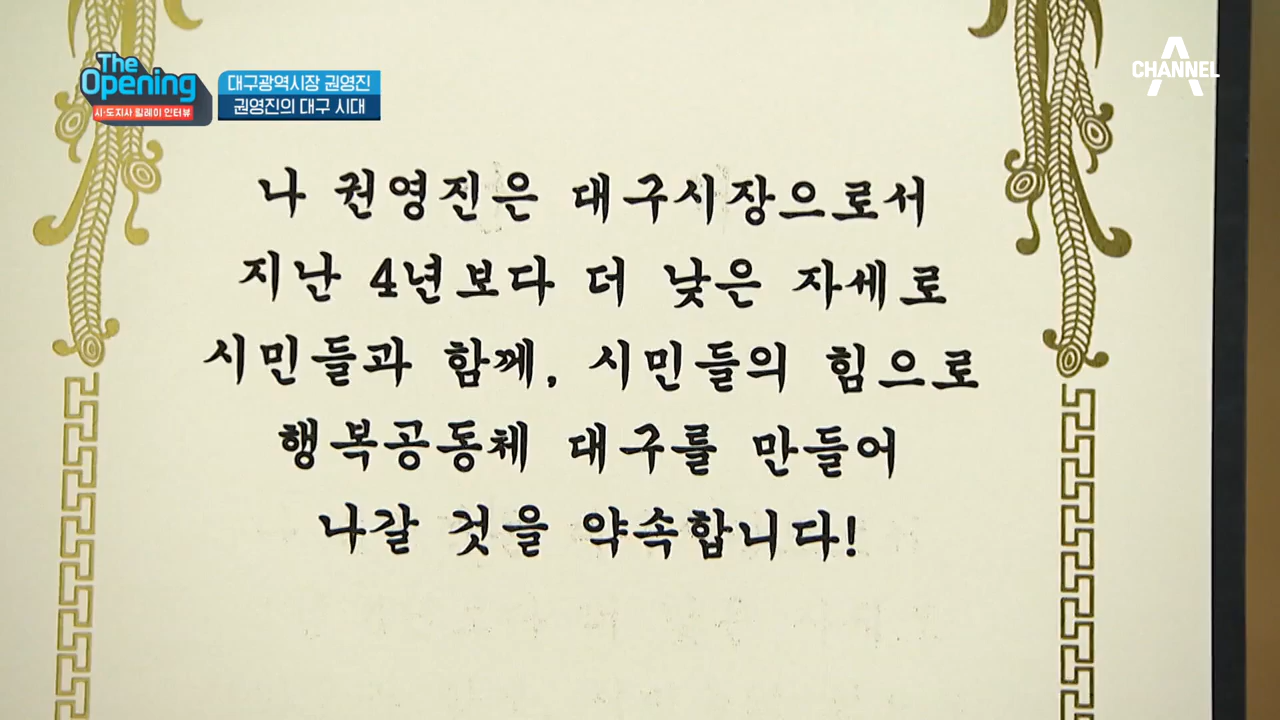 The
Opening
시·도지사 릴레이 인터뷰
대구광역시장 권영진
권영진의 대구 시대
CHANNEL A
나 권영진은 대구시장으로서
지난 4년보다 더 낮은 자세로
시민들과 함께, 시민들의 힘으로
행복공동체 대구를 만들어
나갈 것을 약속합니다!